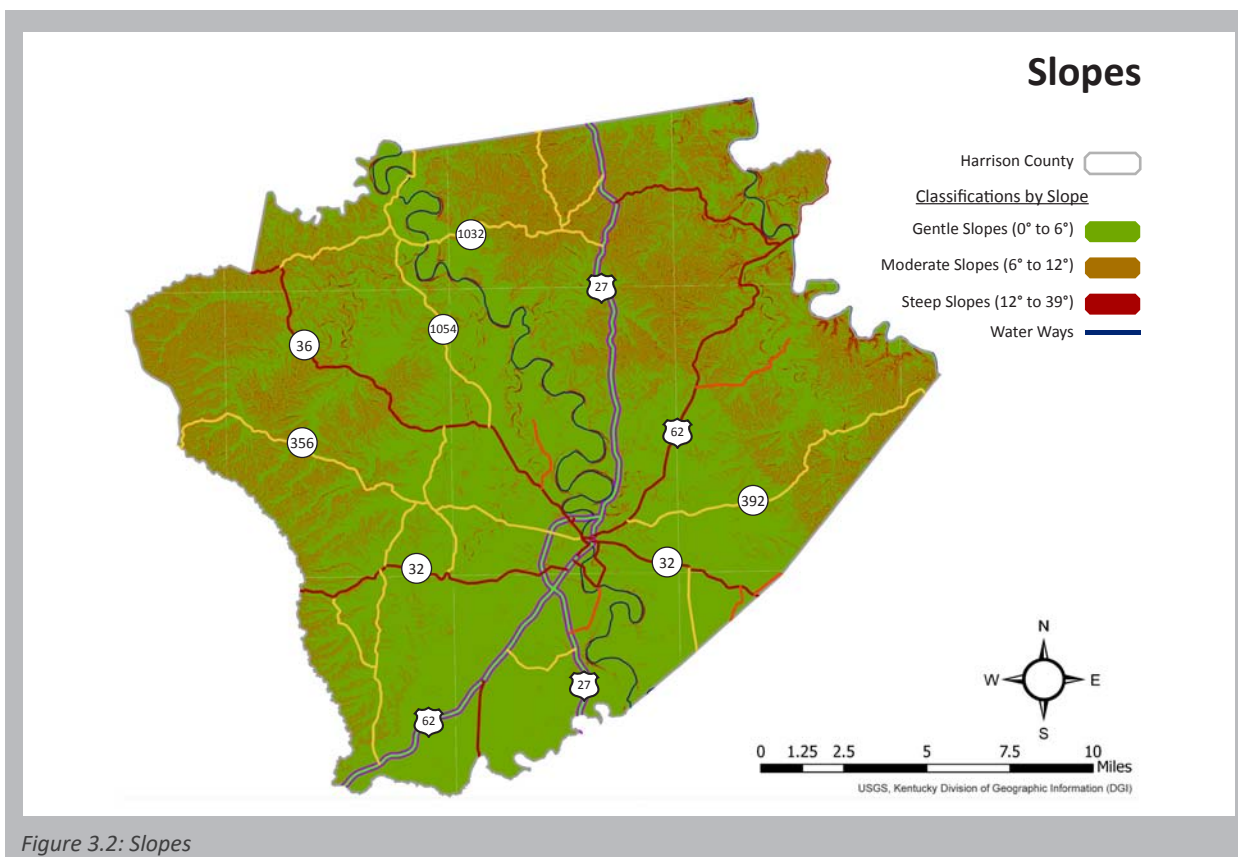 Slopes
Harrison County
Classifications by Slope
Gentle Slopes (0° to 6°)
Moderate Slopes (6° to 12°)
Steep Slopes (12° to 39°)
Water Ways
1032
27
1054
36
62
356
392
32
32
27
62
N
W
E
S
0 1.25 2.5 5 7.5 10
Miles
USGS, Kentucky Division of Geographic Information (DGI)
Figure 3.2: Slopes